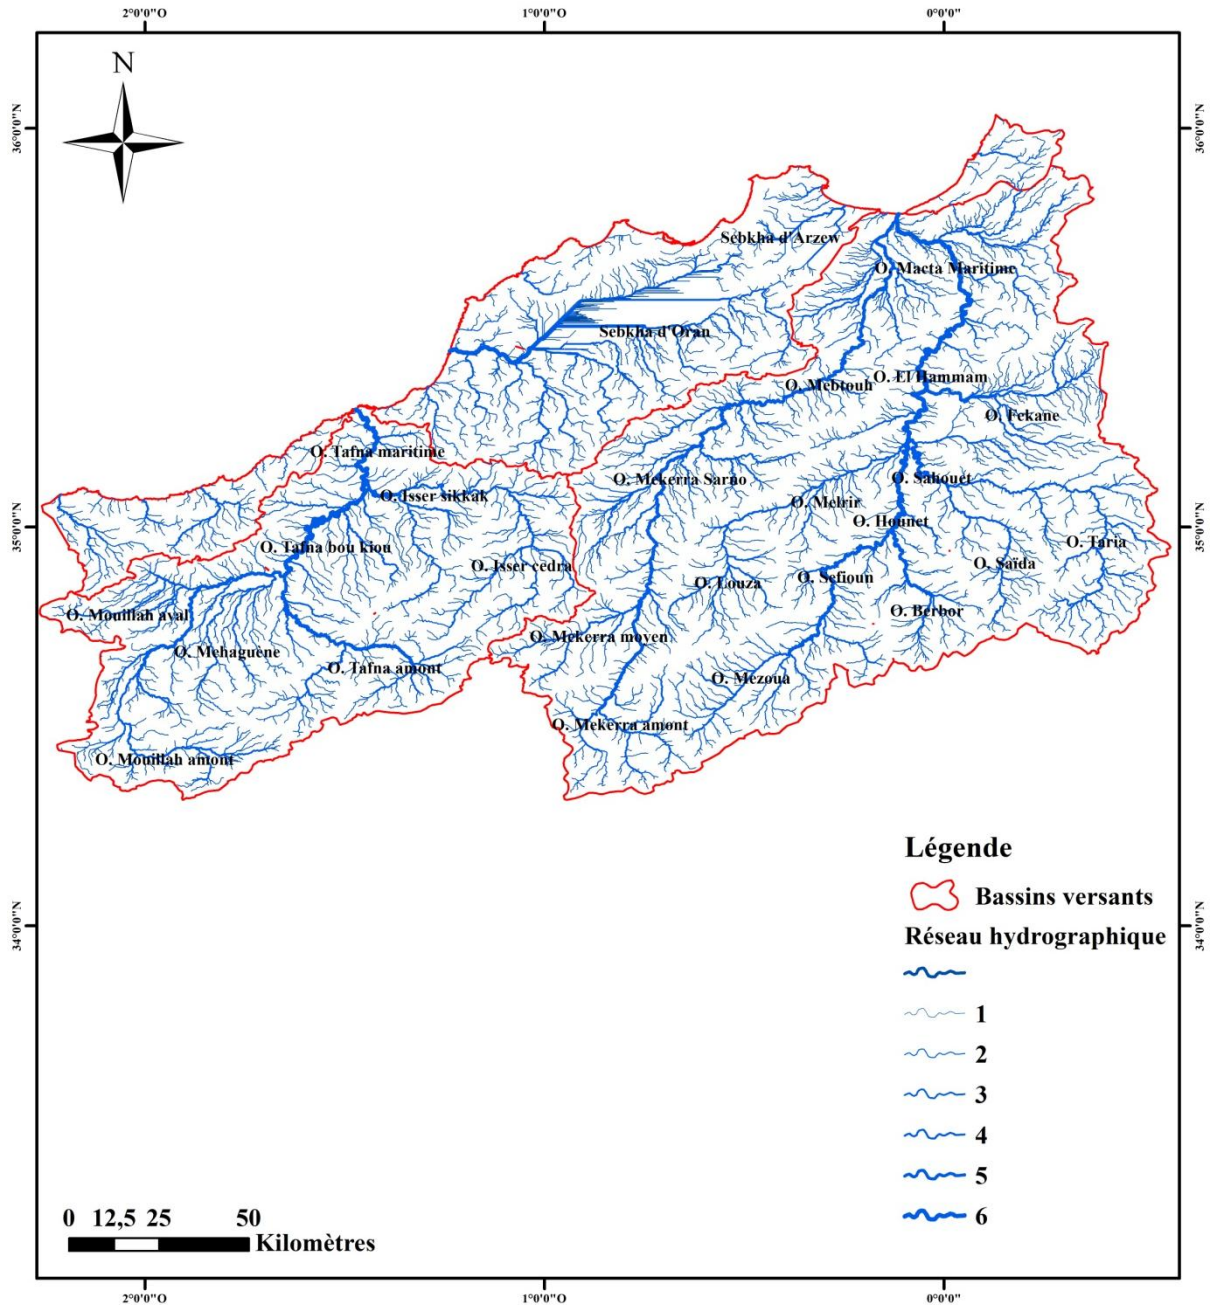 2°0'0"O
1°0'0"O
0°0'0"
N
36°0'0"N
36°0'0"N
Sebkha d'Arzew
O. Macta Maritime
Sebkha d'Oran
O. El Hammam
O. Mebtouh
O. Fekane
O. Tafna maritime
O. Mekerra Sarno
O. Sahouet
O. Isser sikkak
O. Melrir
O. Hounet
35°0'0"N
35°0'0"N
O. Taria
O. Tafna bou kiou
O. Isser cedra
O. Saïda
O. Sefioun
O. Louza
O. Berbor
O. Mouillah aval
O. Mekerra moyen
O. Mehaguene
O. Tafna amont
O. Mezoua
O. Mekerra amont
O. Mouillah amont
Légende
Bassins versants
34°0'0"N
34°0'0"N
Réseau hydrographique
1
2
3
4
5
6
0 12,5 25 50
Kilomètres
2°0'0"O
1°0'0"O
0°0'0"